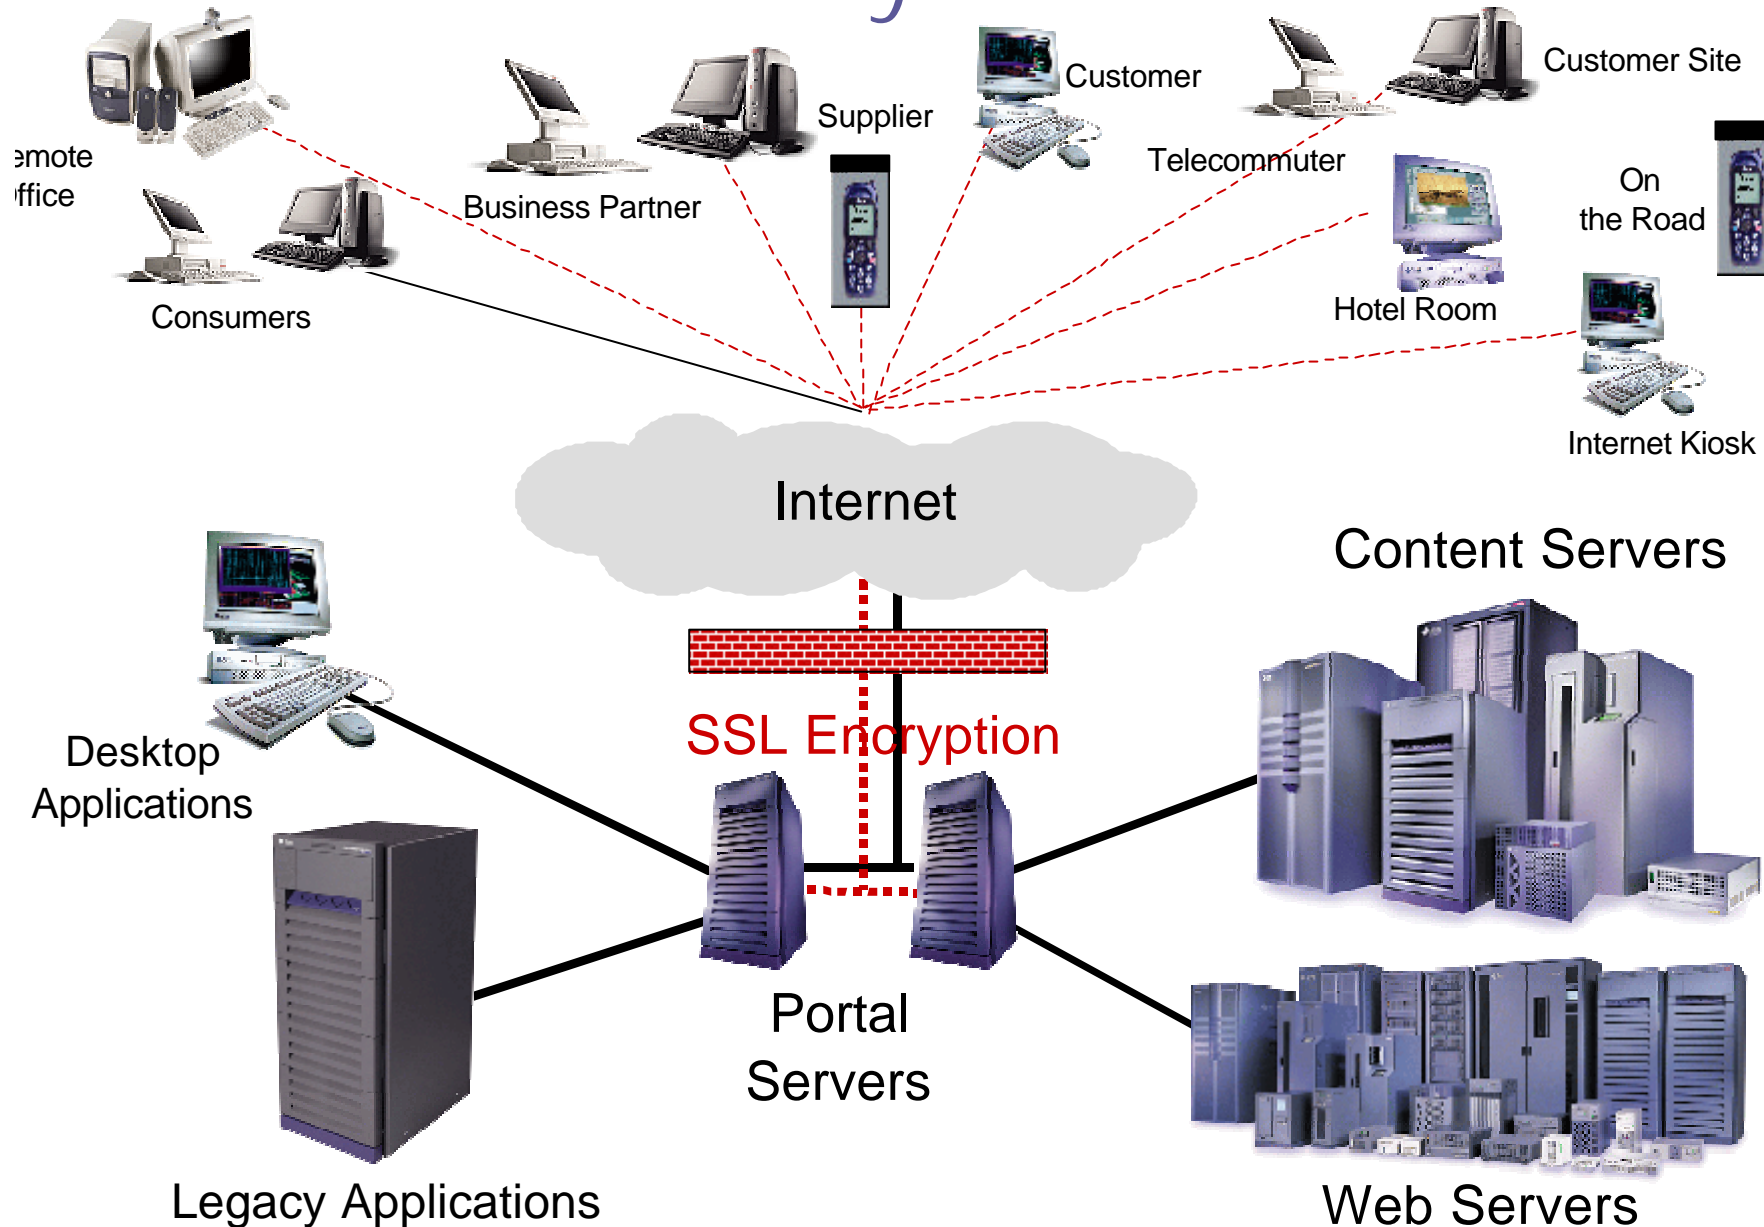 Customer Site
Customer
Supplier
emote
ffice
Telecommuter
On
the Road
Business Partner
Consumers
Hotel Room
Internet Kiosk
Internet
Content Servers
SSL Encryption
Desktop
Applications
Portal
Servers
Legacy Applications
Web Servers